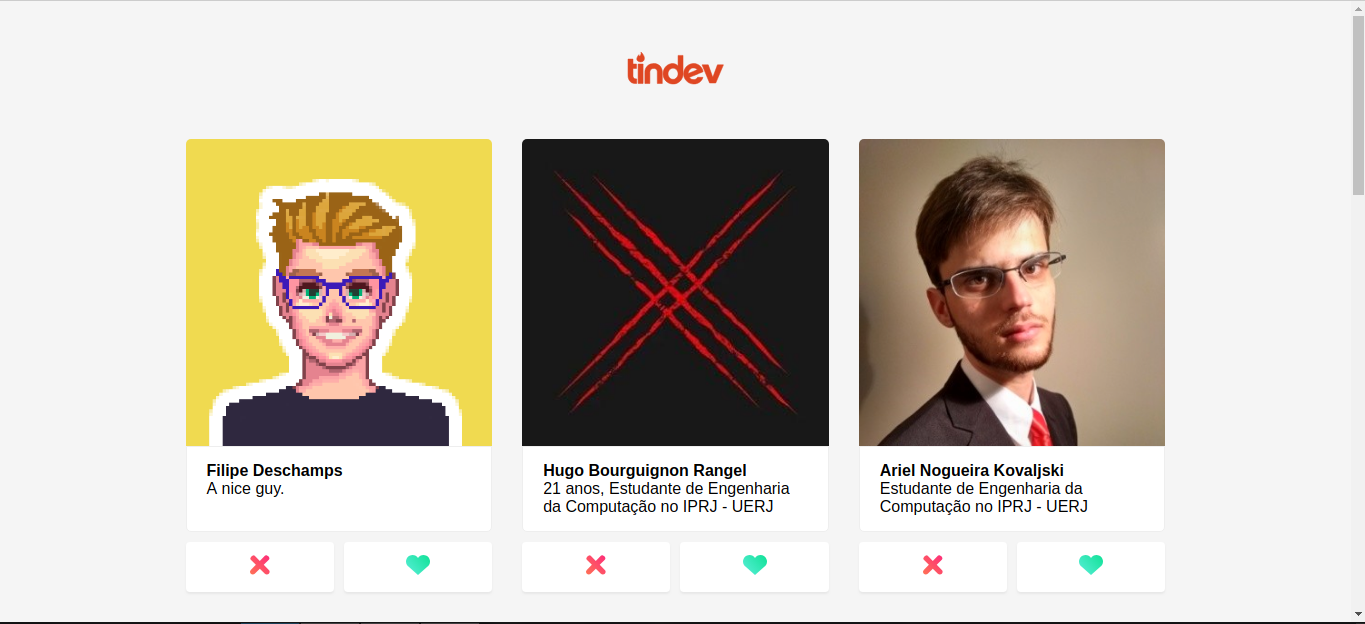 tindev
Filipe Deschamps
A nice guy.
Hugo Bourguignon Rangel
21 anos, Estudante de Engenharia
da Computação no IPRJ - UERJ
Ariel Nogueira Kovaljski
Estudante de Engenharia da
Computação no IPRJ - UERJ